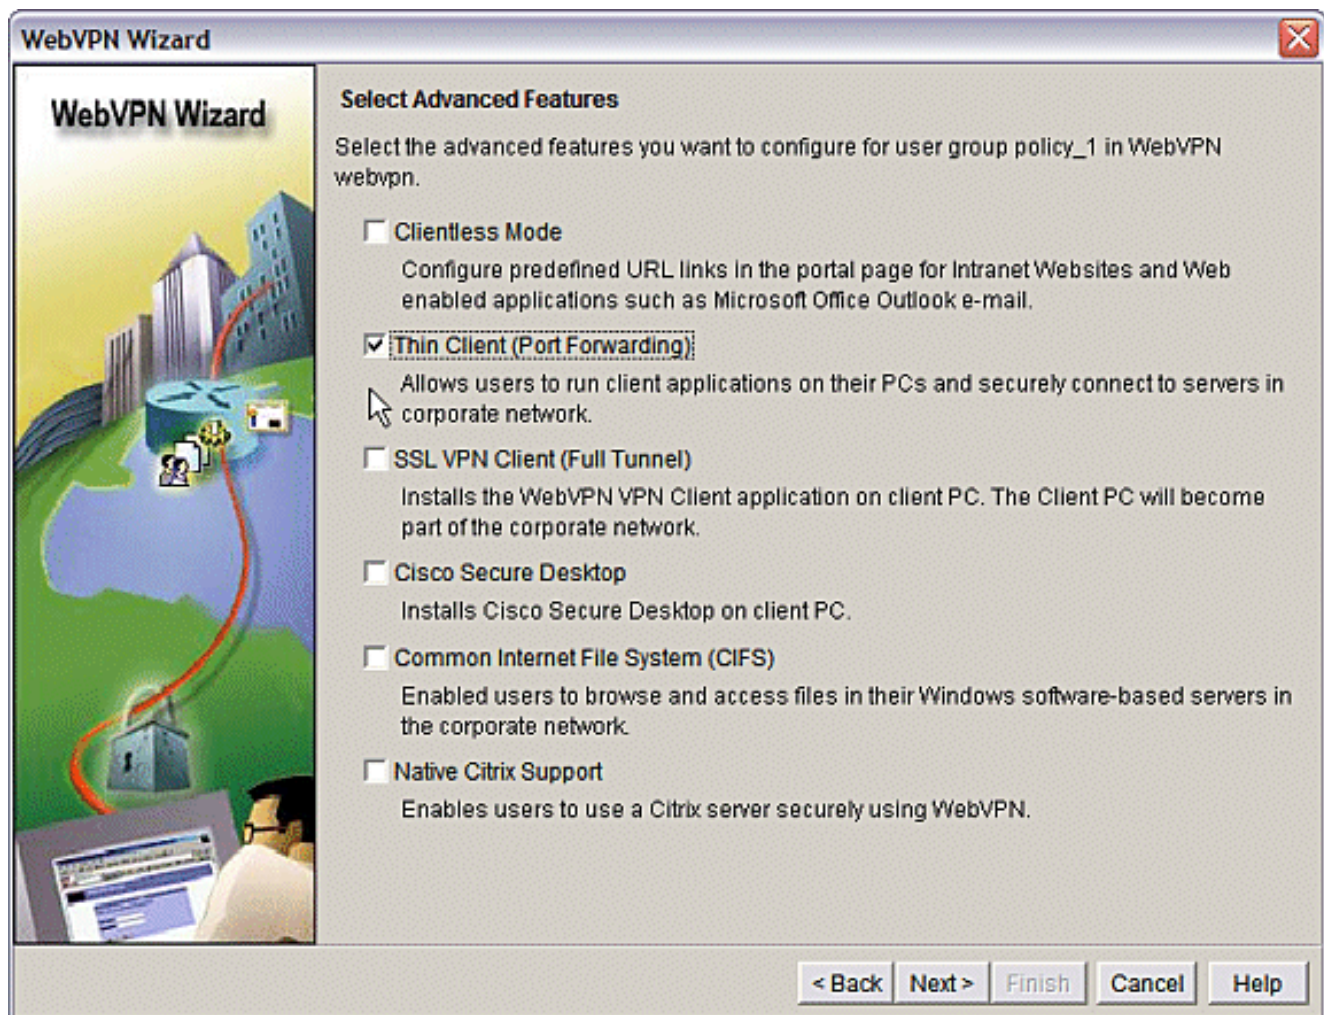 WebVPN Wizard
WebVPN Wizard
Select Advanced Features
Select the advanced features you want to configure for user group policy_1 in WebVPN
webvpn.
Clientless Mode
Configure predefined URL links in the portal page for Intranet Websites and Web
enabled applications such as Microsoft Office Outlook e-mail.
Thin Client (Port Forwarding)
Allows users to run client applications on their PCs and securely connect to servers in
corporate network.
SSL VPN Client (Full Tunnel)
Installs the WebVPN VPN Client application on client PC. The Client PC will become
part of the corporate network.
Cisco Secure Desktop
Installs Cisco Secure Desktop on client PC.
Common Internet File System (CIFS)
Enabled users to browse and access files in their Windows software-based servers in
the corporate network.
Native Citrix Support
Enables users to use a Citrix server securely using WebVPN.
< Back Next > Finish Cancel Help